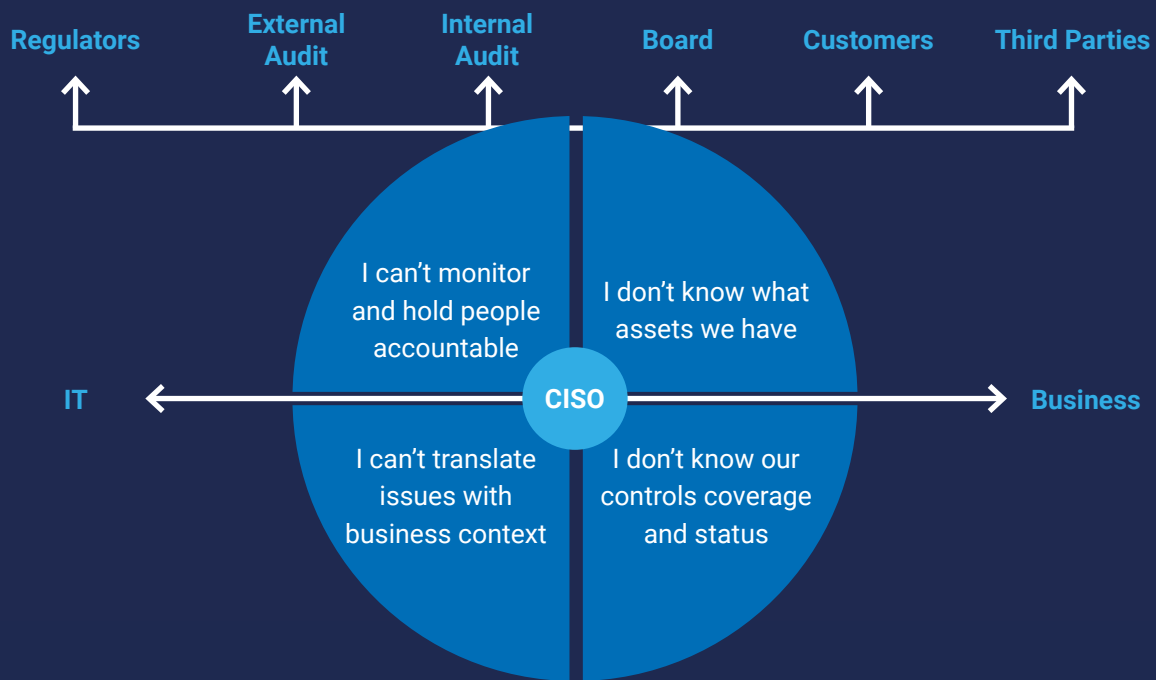 Regulators
External
Audit
Internal
Audit
Board
Customers
Third Parties
I can’t monitor
and hold people
accountable
I don’t know what
assets we have
IT
CISO
Business
I can’t translate
issues with
business context
I don’t know our
controls coverage
and status